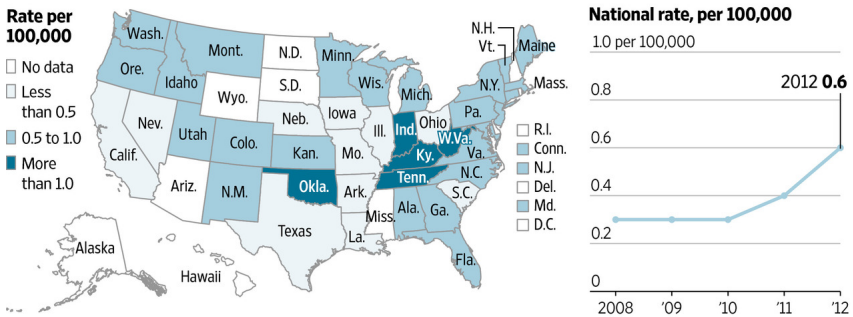 Rate per
100,000
No data
Less
than 0.5
0.5 to 1.0
More
than 1.0
Wash.
Ore.
Idaho
Mont.
Wyo.
Nev.
Calif.
Utah
Colo.
Ariz.
N.M.
N.D.
S.D.
Neb.
Kan.
Okla.
Texas
Minn.
Iowa
Mo.
Ark.
La.
Wis.
Ill.
Mich.
Ind.
Ohio
Ky.
Tenn.
Miss.
Ala.
Ga.
Fla.
S.C.
N.C.
Va.
W.Va.
Pa.
N.Y.
Vt.
N.H.
Maine
Mass.
Alaska
Hawaii
R.I.
Conn.
N.J.
Del.
Md.
D.C.
National rate, per 100,000
1.0 per 100,000
2012 0.6
0.8
0.6
0.4
0.2
0
2008
’09
’10
’11
’12